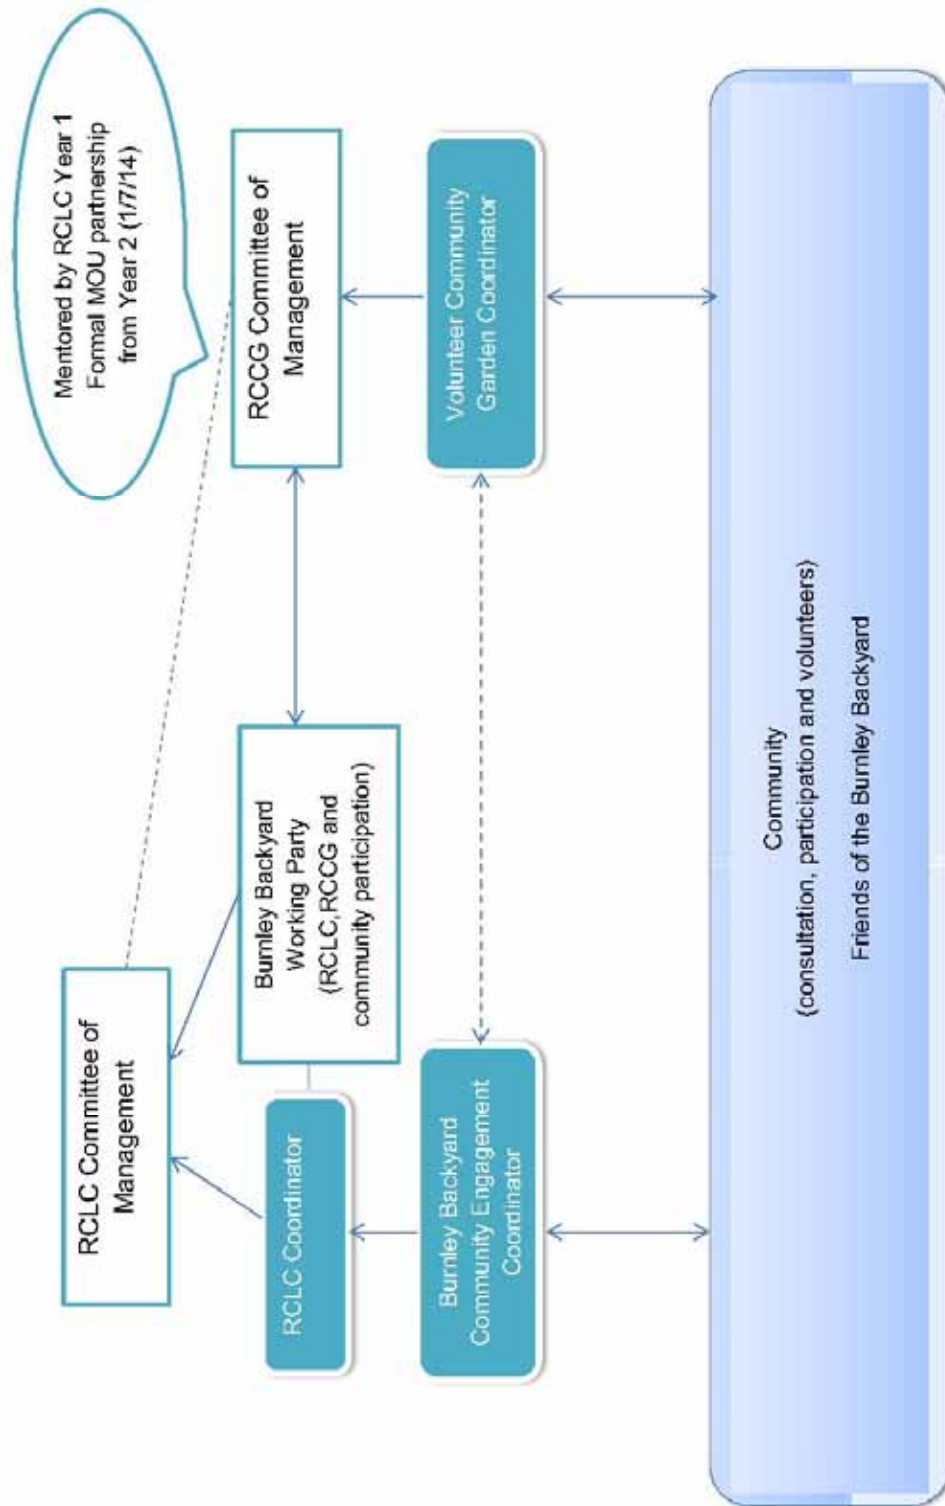 Mentored by RCLC Year 1
Formal MOU partnership
from Year 2 (1/7/14)
RCLC Committee of
Management
RCCG Committee of
Management
Burnley Backyard
Working Party
(RCLC,RCCG and
community participation)
RCLC Coordinator
Burnley Backyard
Community Engagement
Coordinator
Volunteer Community
Garden Coordinator
Community
(consultation, participation and volunteers)
Friends of the Burnley Backyard